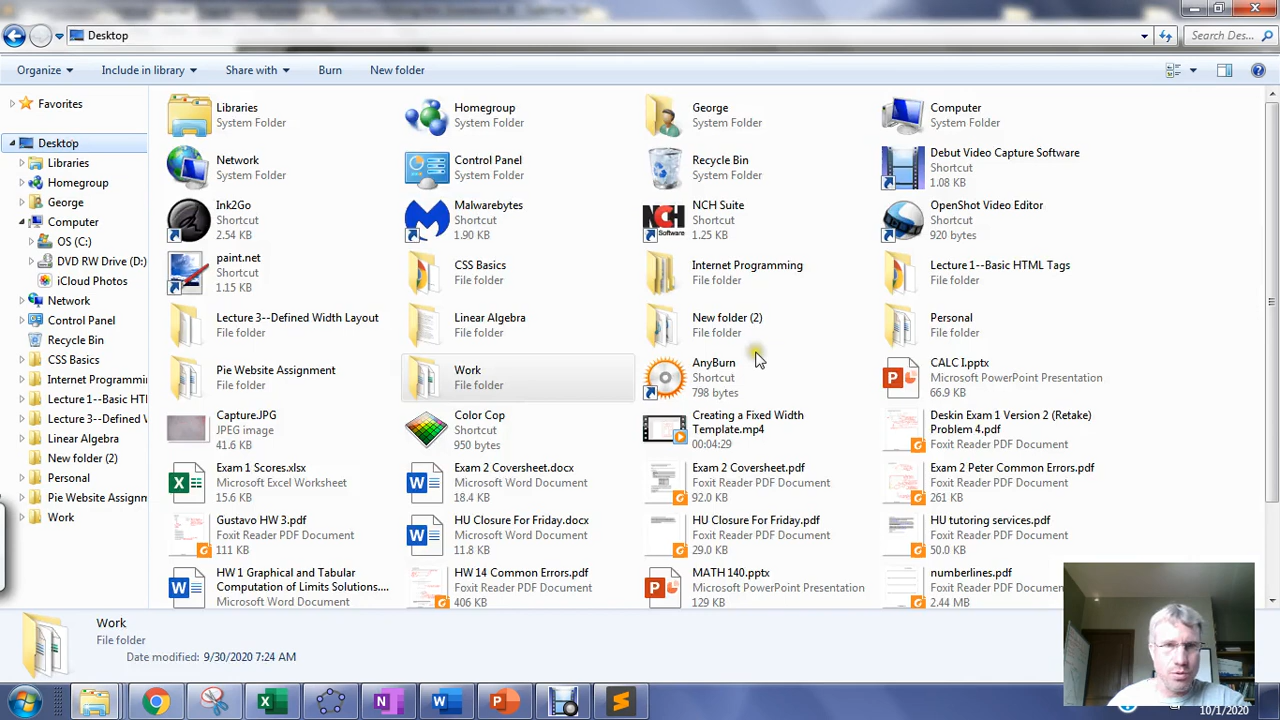 Desktop
Search Des...
Organize
Include in library
Share with
Burn
New folder
Favorites
Desktop
Libraries
Homegroup
George
Computer
OS (C:)
DVD RW Drive (D:)
iCloud Photos
Network
Control Panel
Recycle Bin
CSS Basics
Internet Programmi
Lecture 1--Basic HTM
Lecture 3--Defined W
Linear Algebra
New folder (2)
Personal
Pie Website Assignm
Work
Libraries
System Folder
Homegroup
System Folder
George
System Folder
Computer
System Folder
Network
System Folder
Control Panel
System Folder
Recycle Bin
System Folder
Debut Video Capture Software
Shortcut
1.08 KB
Ink2Go
Shortcut
2.54 KB
Malwarebytes
Shortcut
1.90 KB
NCH Suite
Shortcut
1.25 KB
NCH
Software
OpenShot Video Editor
Shortcut
920 bytes
paint.net
Shortcut
1.15 KB
CSS Basics
File folder
Internet Programming
File folder
Lecture 1--Basic HTML Tags
File folder
Lecture 3--Defined Width Layout
File folder
Linear Algebra
File folder
New folder (2)
File folder
Personal
File folder
Pie Website Assignment
File folder
Work
File folder
AnyBurn
Shortcut
798 bytes
CALC I.pptx
Microsoft PowerPoint Presentation
66.9 KB
Capture.JPG
JPEG image
41.6 KB
Color Cop
Shortcut
950 bytes
Creating a Fixed Width
Template.mp4
00:04:29
Deskin Exam 1 Version 2 (Retake)
Problem 4.pdf
Foxit Reader PDF Document
Exam 1 Scores.xlsx
Microsoft Excel Worksheet
15.6 KB
Exam 2 Coversheet.docx
Microsoft Word Document
18.4 KB
Exam 2 Coversheet.pdf
Foxit Reader PDF Document
92.0 KB
Exam 2 Peter Common Errors.pdf
Foxit Reader PDF Document
261 KB
Gustavo HW 3.pdf
Foxit Reader PDF Document
111 KB
HU Closure For Friday.docx
Microsoft Word Document
11.8 KB
HU Closure For Friday.pdf
Foxit Reader PDF Document
29.0 KB
HU tutoring services.pdf
Foxit Reader PDF Document
50.0 KB
HW 1 Graphical and Tabular
Computation of Limits Solutions....
Microsoft Word Document
HW 14 Common Errors.pdf
Foxit Reader PDF Document
406 KB
MATH 140.pptx
Microsoft PowerPoint Presentation
129 KB
numberlines.pdf
Foxit Reader PDF Document
2.44 MB
Work
File folder
Date modified: 9/30/2020 7:24 AM
10/1/2020